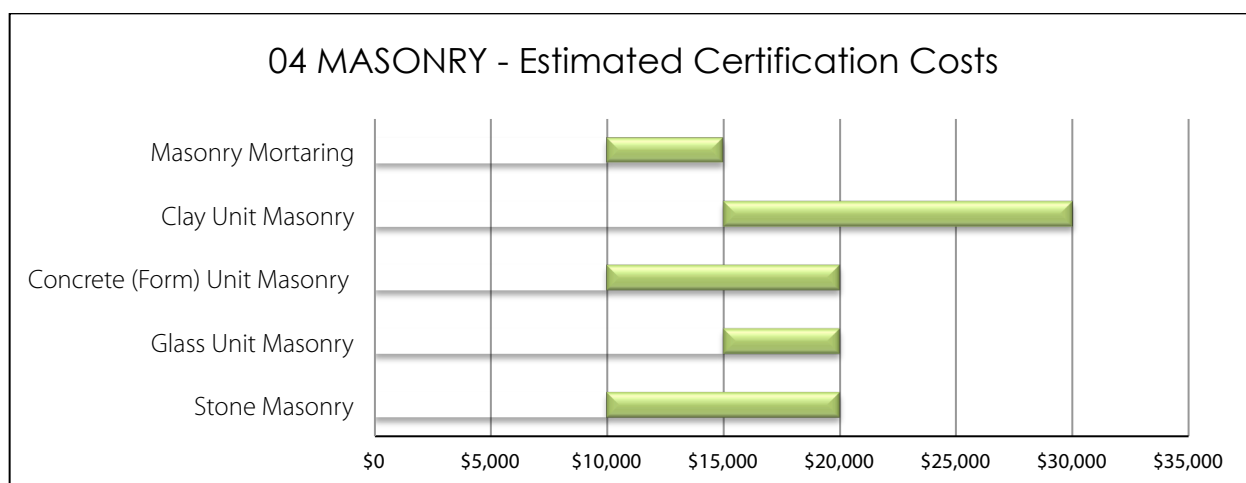 04 MASONRY - Estimated Certification Costs
Masonry Mortaring
Clay Unit Masonry
Concrete (Form) Unit Masonry
Glass Unit Masonry
Stone Masonry
$0 $5,000 $10,000 $15,000 $20,000 $25,000 $30,000 $35,000